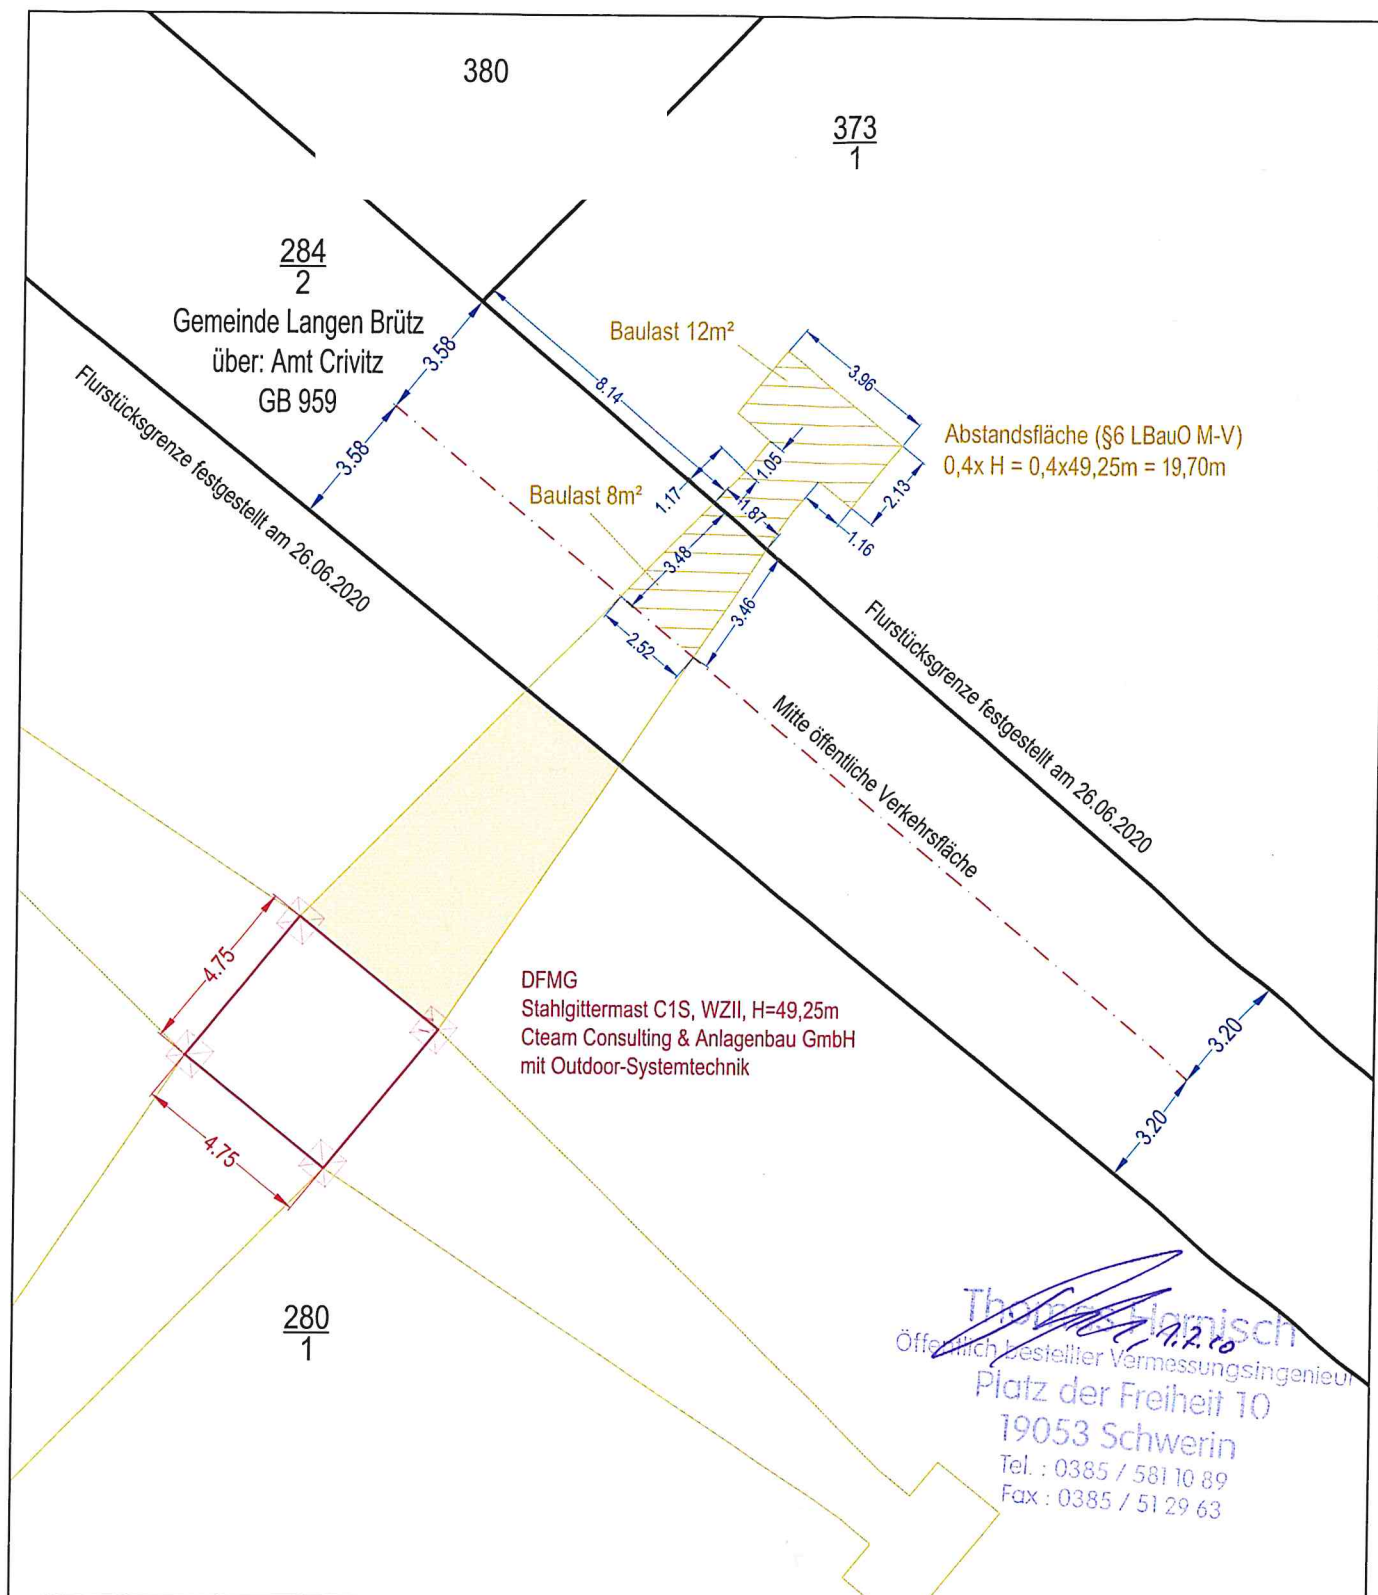 380
373
1
284
2
Gemeinde Langen Brütz
über: Amt Crivitz
GB 959
Flurstücksgrenze festgestellt am 26.06.2020
3.58
3.58
8.14
Baulast 12m²
3.96
Abstandsfläche (§6 LBauO M-V)
0,4x H = 0,4x49,25m = 19,70m
Baulast 8m²
1.17
1.05
1.87
2.13
1.16
3.48
3.46
2.52
Flurstücksgrenze festgestellt am 26.06.2020
Mitte öffentliche Verkehrsfläche
4.75
4.75
DFMG
Stahlgittermast C1S, WZII, H=49,25m
Cteam Consulting & Anlagenbau GmbH
mit Outdoor-Systemtechnik
3.20
3.20
280
1
Thomas Harnisch
Öffentlich bestellter Vermessungsingenieur
Platz der Freiheit 10
19053 Schwerin
Tel. : 0385 / 581 10 89
Fax : 0385 / 51 29 63